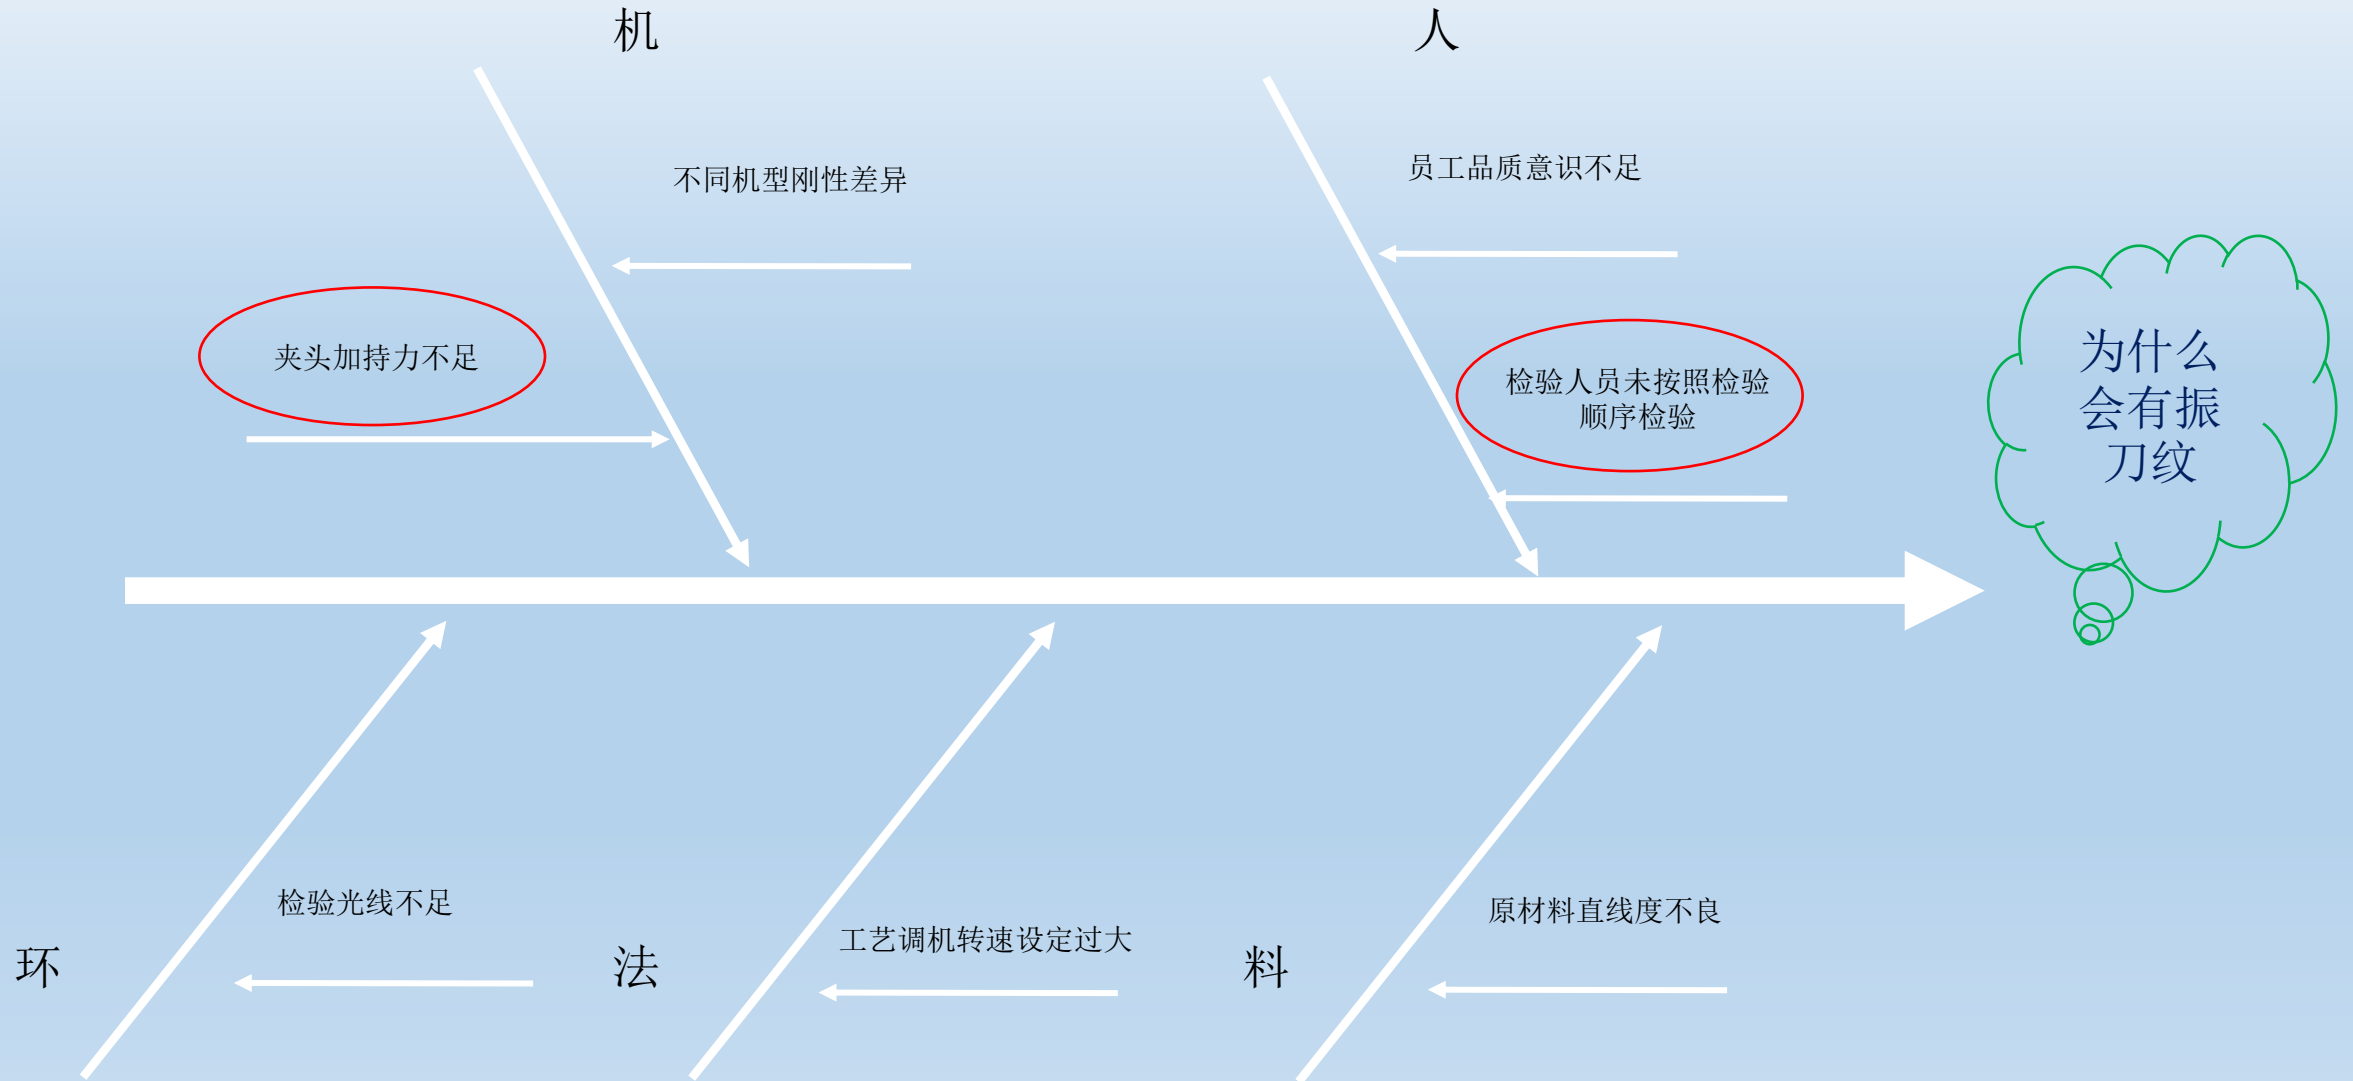 机
人
不同机型刚性差异
员工品质意识不足
夹头加持力不足
检验人员未按照检验
顺序检验
为什么
会有振
刀纹
检验光线不足
工艺调机转速设定过大
原材料直线度不良
环
法
料